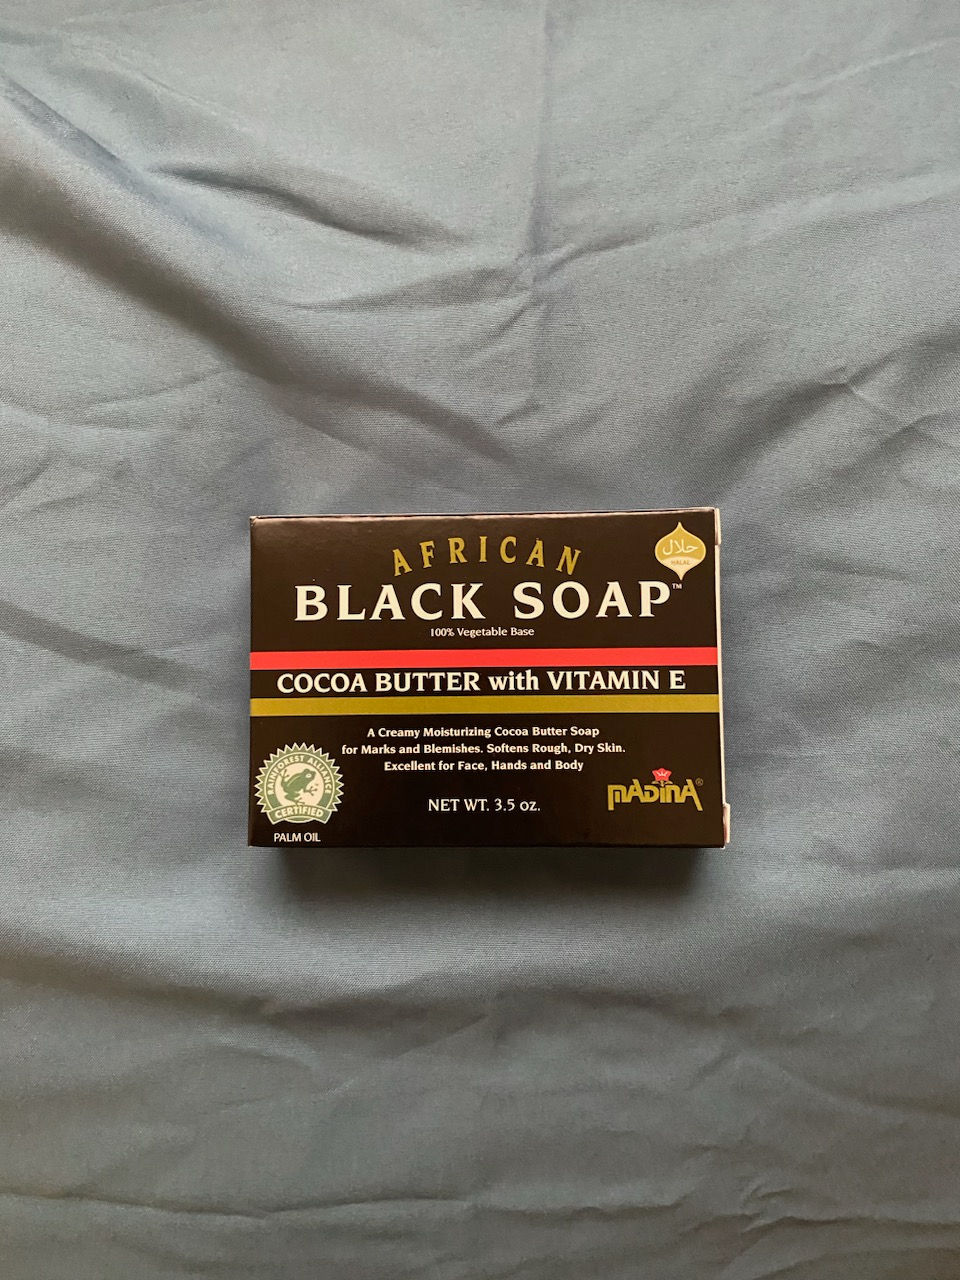 AFRICAN
حلال
HALAL
BLACK SOAP™
100% Vegetable Base
COCOA BUTTER with VITAMIN E
A Creamy Moisturizing Cocoa Butter Soap
for Marks and Blemishes. Softens Rough, Dry Skin.
Excellent for Face, Hands and Body
RAINFOREST ALLIANCE
CERTIFIED
PALM OIL
NET WT. 3.5 oz.
MADINA®